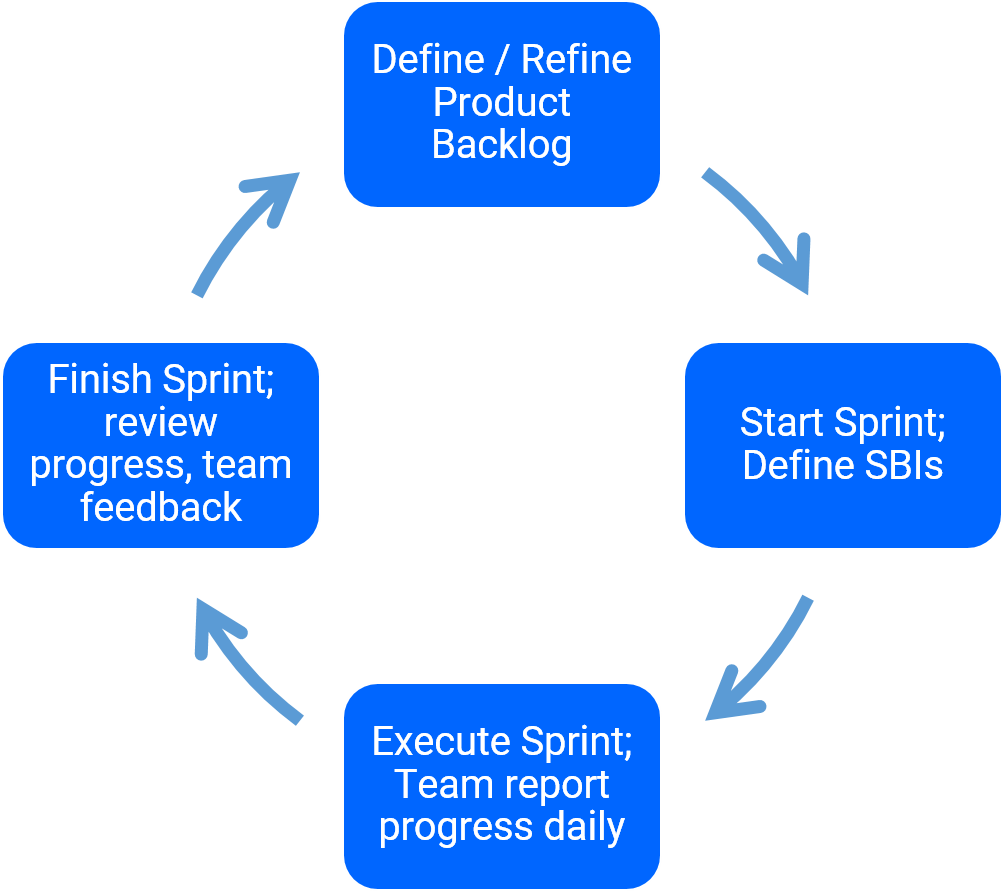 Define / Refine
Product
Backlog
Start Sprint;
Define SBIs
Execute Sprint;
Team report
progress daily
Finish Sprint;
review
progress, team
feedback